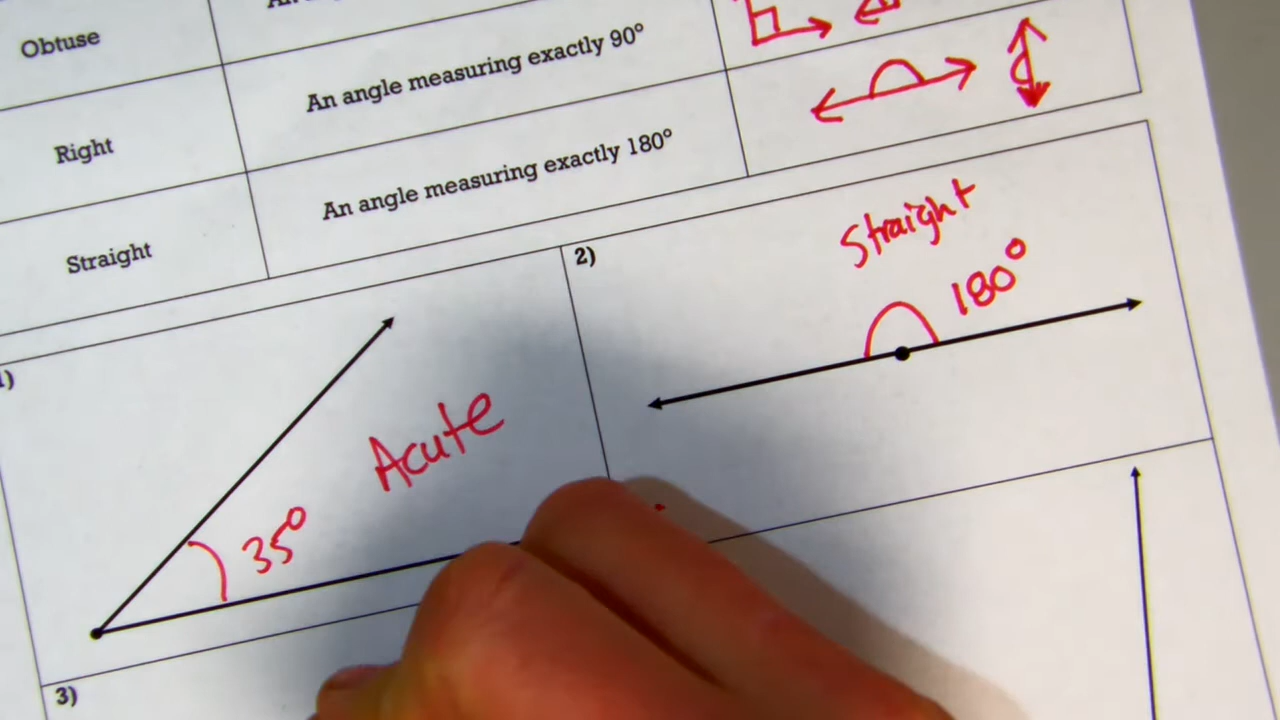 Obtuse
Right
An angle measuring exactly 90°
Straight
An angle measuring exactly 180°
1)
35°
Acute
2)
Straight
180°
3)